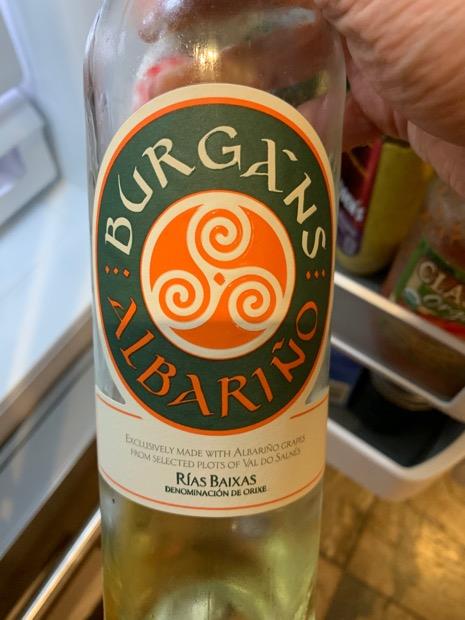 BURGÁNS
ALBARIÑO
EXCLUSIVELY MADE WITH ALBARIÑO GRAPES
FROM SELECTED PLOTS OF VAL DO SALNÉS
RÍAS BAIXAS
DENOMINACIÓN DE ORIXE
CLA